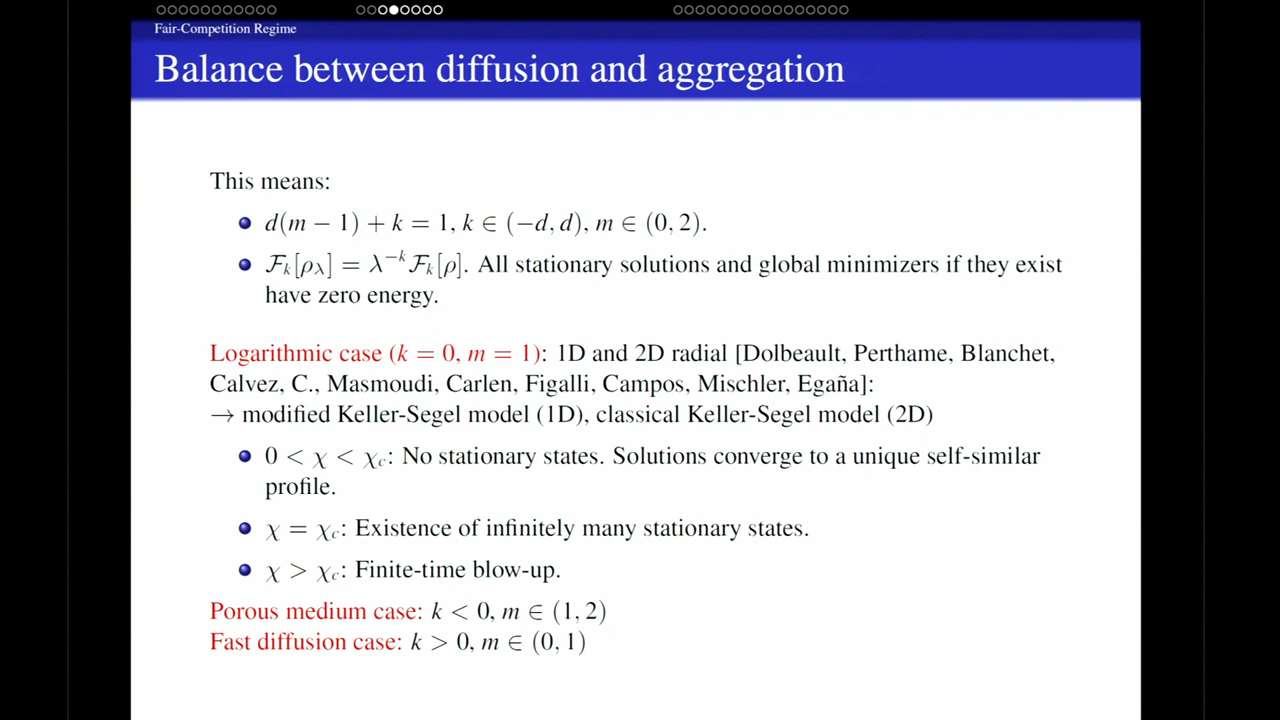 Fair-Competition Regime
Balance between diffusion and aggregation
This means:
d(m − 1) + k = 1, k ∈ (−d, d), m ∈ (0, 2).
ℱₖ[ρ_λ] = λ⁻ᵏℱₖ[ρ]. All stationary solutions and global minimizers if they exist
have zero energy.
Logarithmic case (k = 0, m = 1): 1D and 2D radial [Dolbeault, Perthame, Blanchet,
Calvez, C., Masmoudi, Carlen, Figalli, Campos, Mischler, Egaña]:
→ modified Keller-Segel model (1D), classical Keller-Segel model (2D)
0 < χ < χ_c: No stationary states. Solutions converge to a unique self-similar
profile.
χ = χ_c: Existence of infinitely many stationary states.
χ > χ_c: Finite-time blow-up.
Porous medium case: k < 0, m ∈ (1, 2)
Fast diffusion case: k > 0, m ∈ (0, 1)